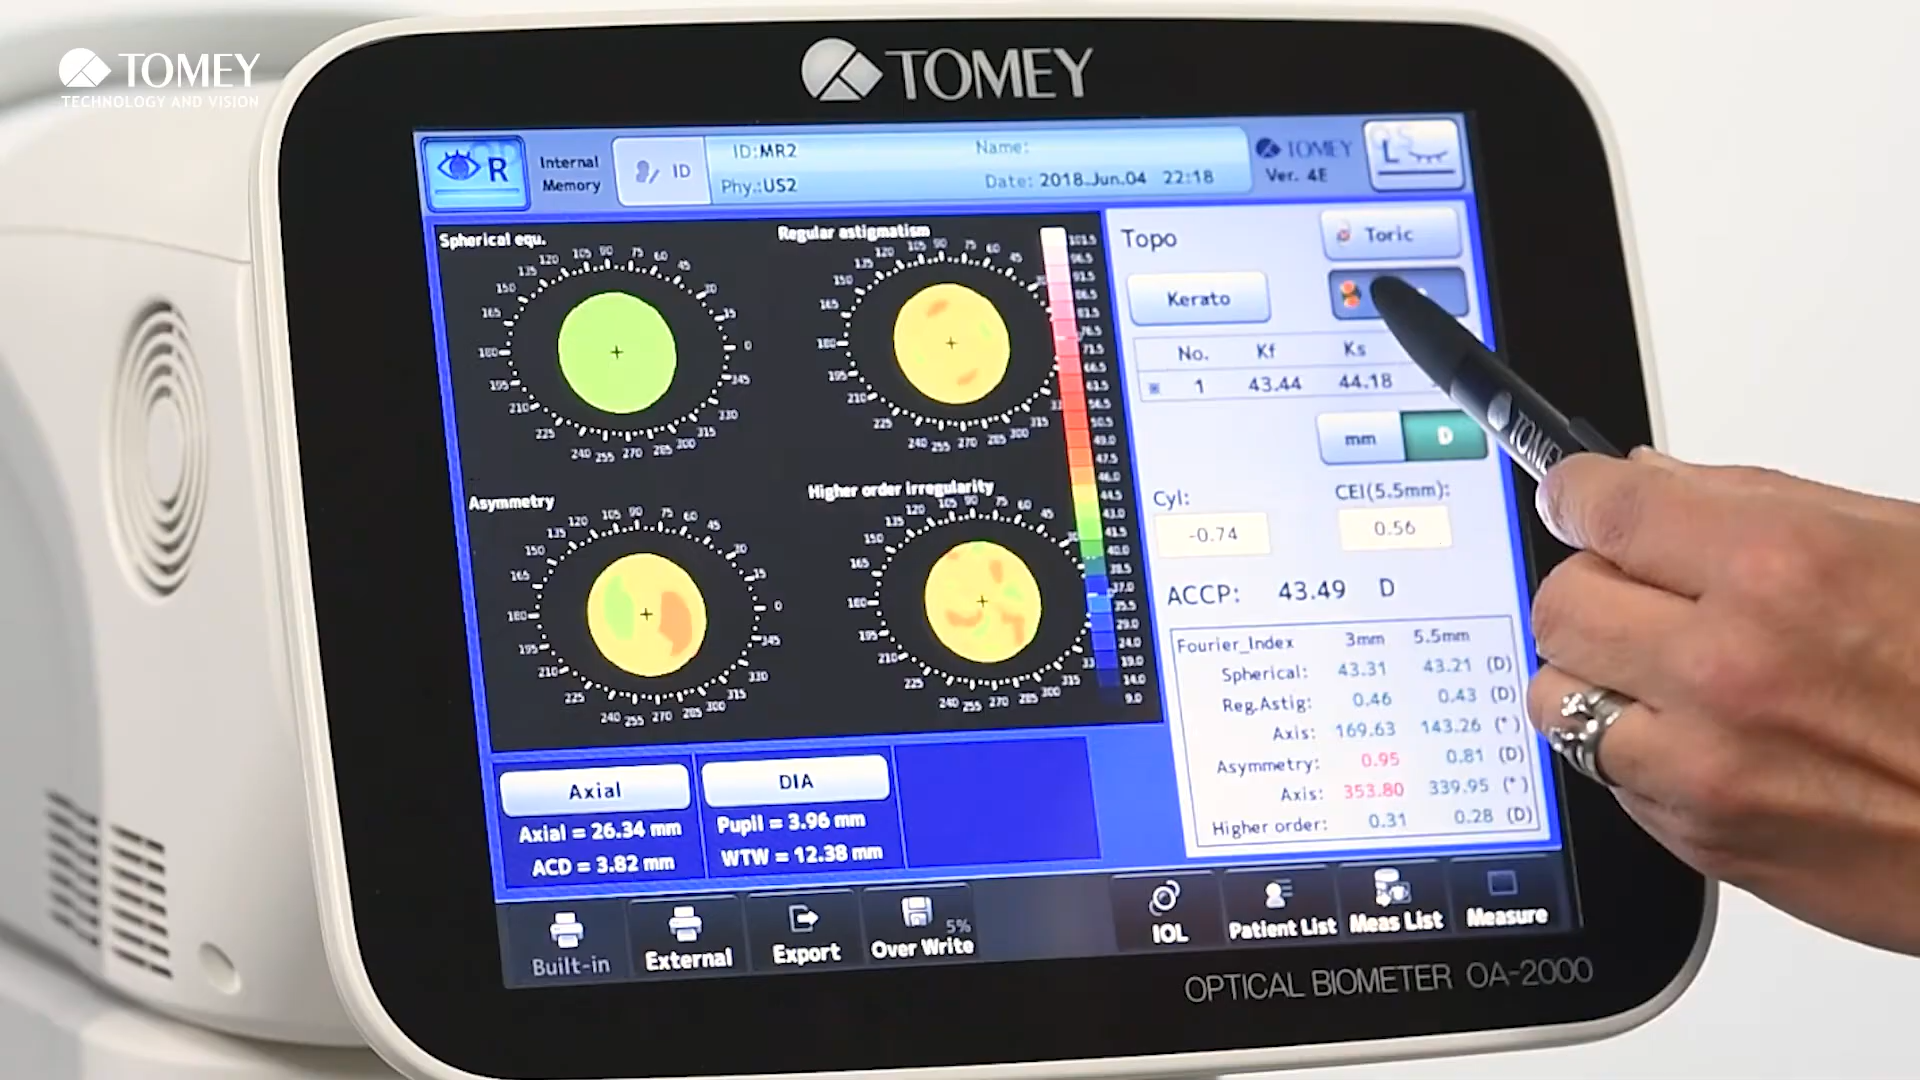 TOMEY
TECHNOLOGY AND VISION
TOMEY
R
Internal
Memory
ID
ID:MR2
Name:
Phy.:US2
Date: 2018.Jun.04 22:18
TOMEY
Ver. 4E
L
Spherical equ.
Regular astigmatism
Asymmetry
Higher order irregularity
Topo
Toric
Kerato
No. Kf Ks
1 43.44 44.18
mm D
Cyl: CEI(5.5mm):
-0.74 0.56
ACCP: 43.49 D
Fourier_Index 3mm 5.5mm
Spherical: 43.31 43.21 (D)
Reg.Astig: 0.46 0.43 (D)
Axis: 169.63 143.26 (°)
Asymmetry: 0.95 0.81 (D)
Axis: 353.80 339.95 (°)
Higher order: 0.31 0.28 (D)
Axial
Axial = 26.34 mm
ACD = 3.82 mm
DIA
Pupil = 3.96 mm
WTW = 12.38 mm
Built-in
External
Export
5%
Over Write
IOL
Patient List
Meas List
Measure
OPTICAL BIOMETER OA-2000
TOMEY